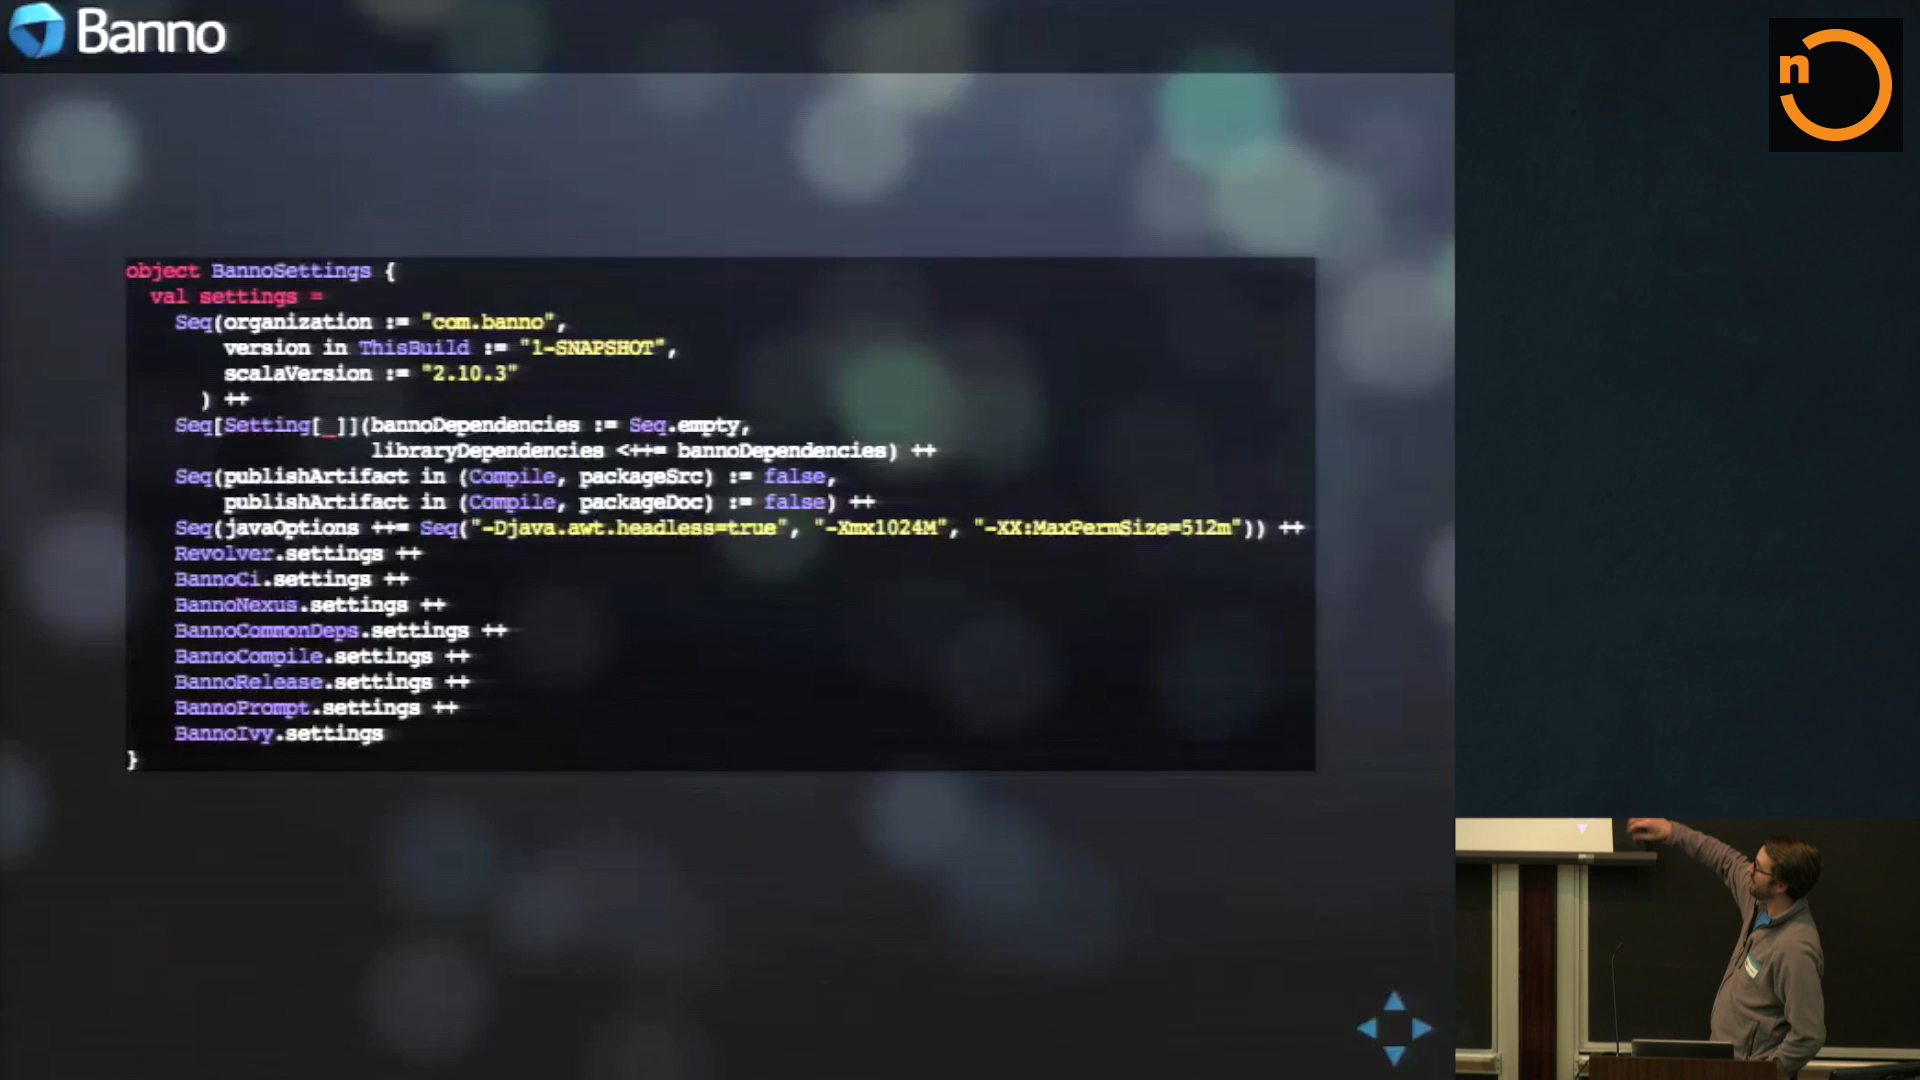 Banno
n
object BannoSettings {
val settings =
Seq(organization := "com.banno",
version in ThisBuild := "1-SNAPSHOT",
scalaVersion := "2.10.3"
) ++
Seq[Setting[_]](bannoDependencies := Seq.empty,
libraryDependencies <++= bannoDependencies) ++
Seq(publishArtifact in (Compile, packageSrc) := false,
publishArtifact in (Compile, packageDoc) := false) ++
Seq(javaOptions ++= Seq("-Djava.awt.headless=true", "-Xmx1024M", "-XX:MaxPermSize=512m")) ++
Revolver.settings ++
BannoCi.settings ++
BannoNexus.settings ++
BannoCommonDeps.settings ++
BannoCompile.settings ++
BannoRelease.settings ++
BannoPrompt.settings ++
BannoIvy.settings
}